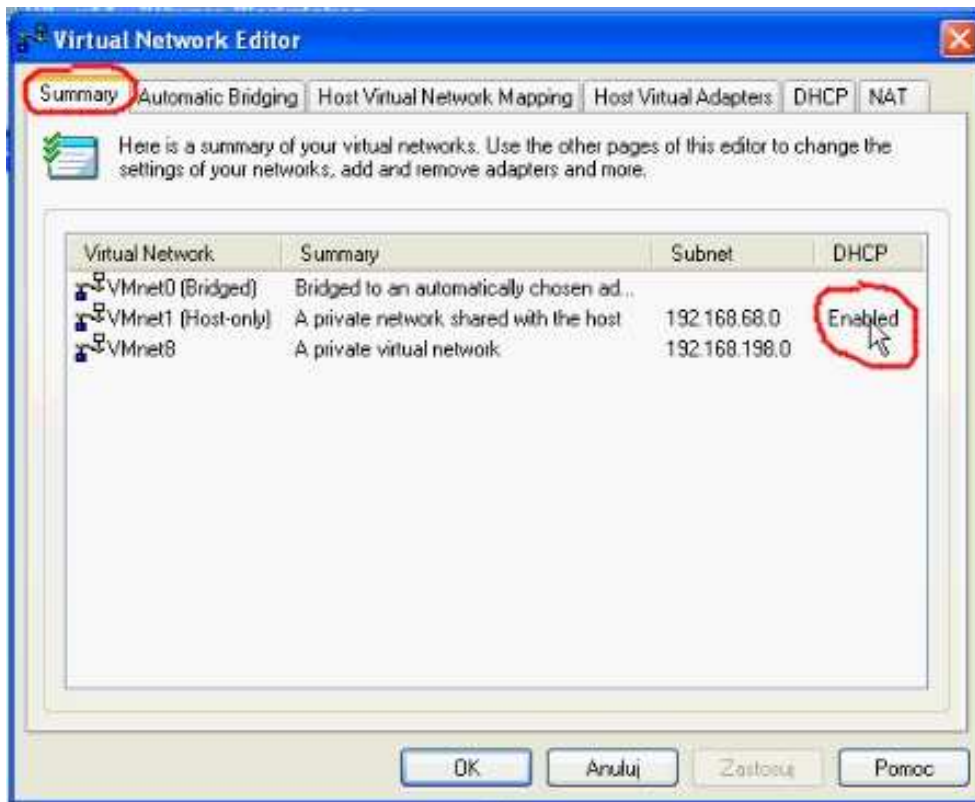 Virtual Network Editor
Summary Automatic Bridging Host Virtual Network Mapping Host Virtual Adapters DHCP NAT
Here is a summary of your virtual networks. Use the other pages of this editor to change the
settings of your networks, add and remove adapters and more.
Virtual Network Summary Subnet DHCP
VMnet0 (Bridged) Bridged to an automatically chosen ad...
VMnet1 (Host-only) A private network shared with the host 192.168.68.0 Enabled
VMnet8 A private virtual network 192.168.198.0
OK Anuluj Zastosuj Pomoc